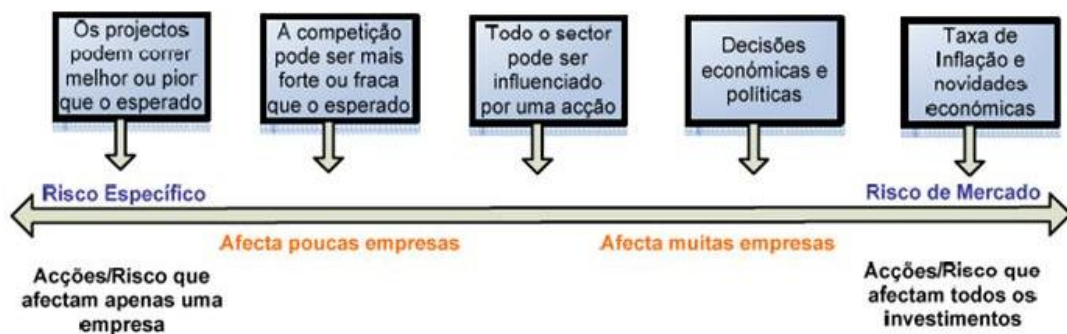 Os projectos
podem correr
melhor ou pior
que o esperado
A competição
pode ser mais
forte ou fraca
que o esperado
Todo o sector
pode ser
influenciado
por uma acção
Decisões
económicas e
políticas
Taxa de
Inflação e
novidades
económicas
Risco Específico
Risco de Mercado
Afecta poucas empresas
Afecta muitas empresas
Acções/Risco que
afectam apenas uma
empresa
Acções/Risco que
afectam todos os
investimentos